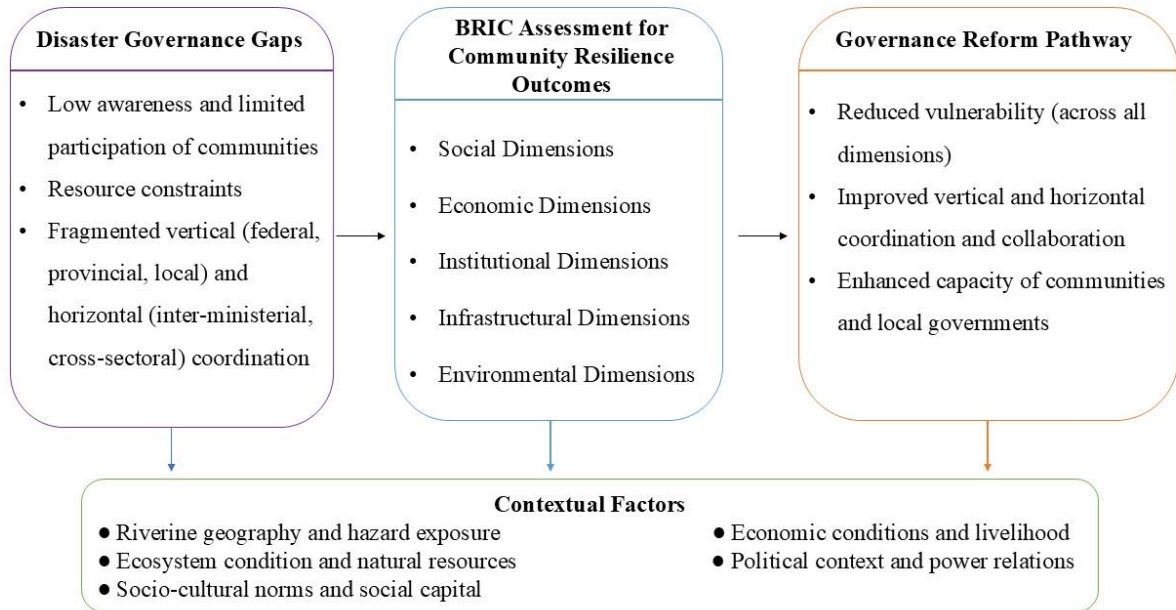 Disaster Governance Gaps
• Low awareness and limited
participation of communities
• Resource constraints
• Fragmented vertical (federal,
provincial, local) and
horizontal (inter-ministerial,
cross-sectoral) coordination
BRIC Assessment for
Community Resilience
Outcomes
• Social Dimensions
• Economic Dimensions
• Institutional Dimensions
• Infrastructural Dimensions
• Environmental Dimensions
Governance Reform Pathway
• Reduced vulnerability (across all
dimensions)
• Improved vertical and horizontal
coordination and collaboration
• Enhanced capacity of communities
and local governments
Contextual Factors
● Riverine geography and hazard exposure
● Ecosystem condition and natural resources
● Socio-cultural norms and social capital
● Economic conditions and livelihood
● Political context and power relations